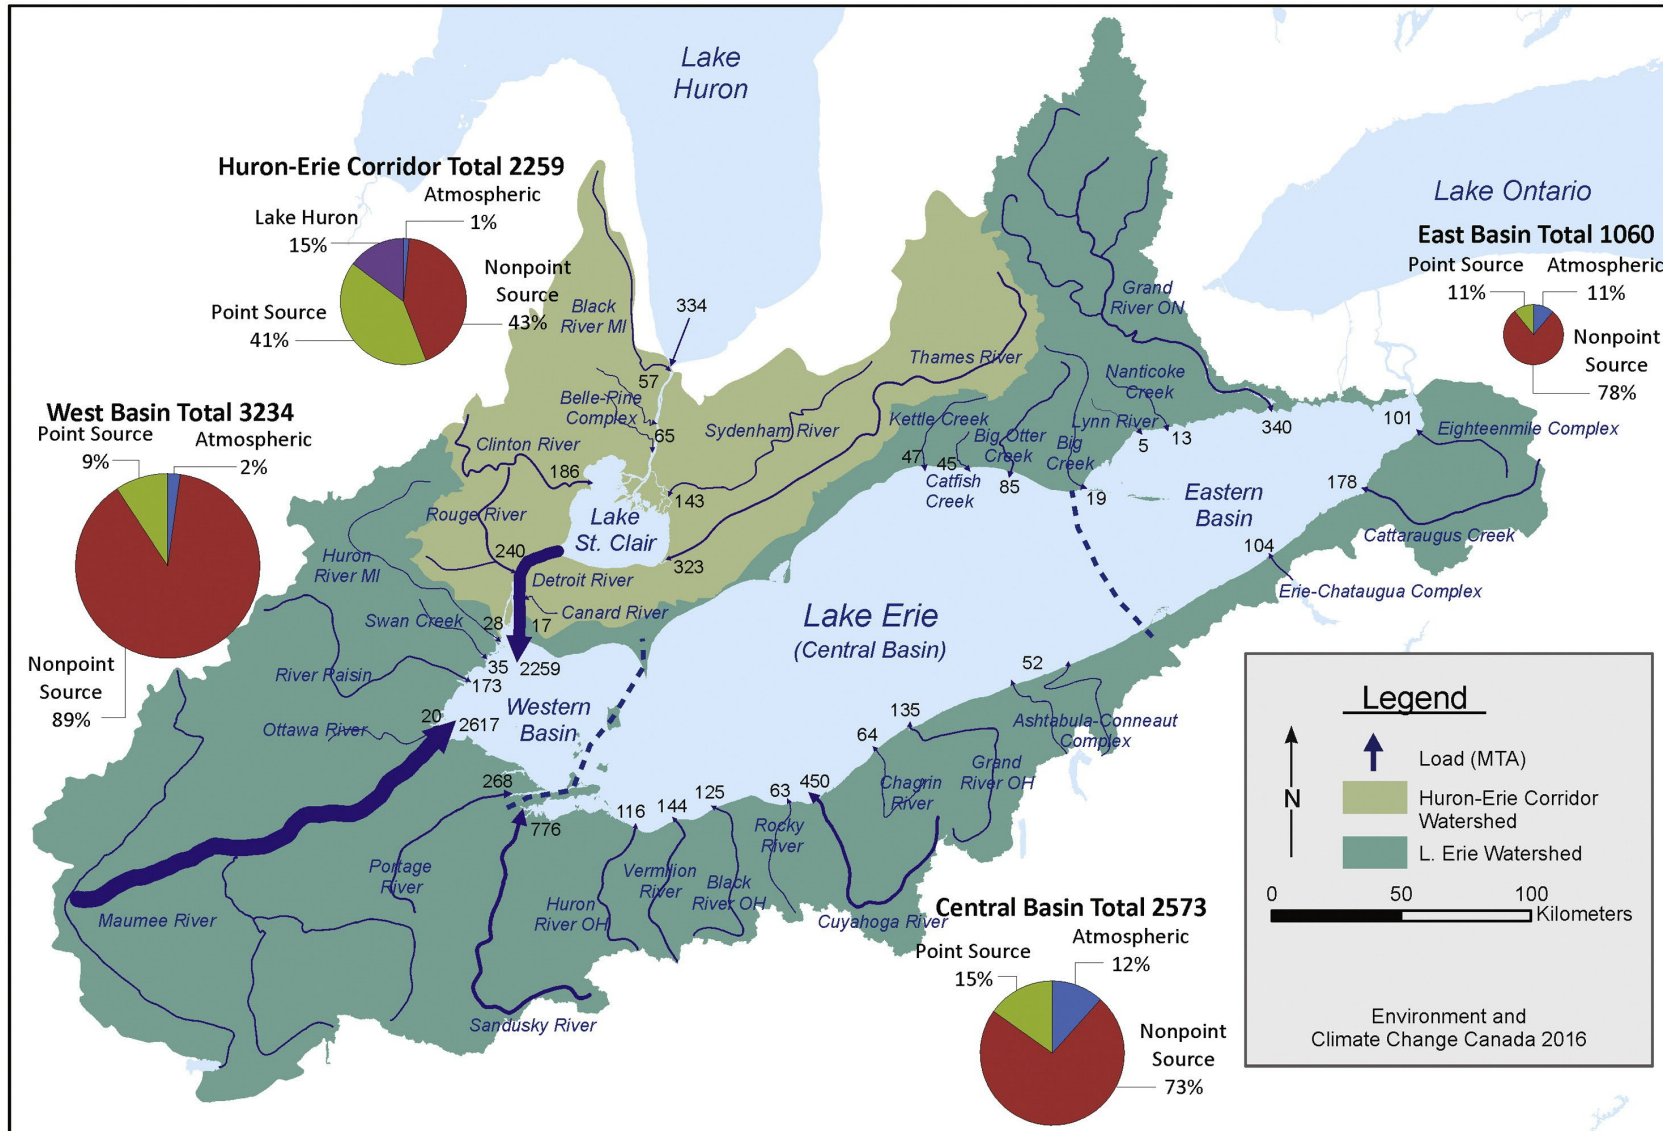 Lake
Huron
Huron-Erie Corridor Total 2259
Atmospheric
1%
Lake Huron
15%
Nonpoint
Source
43%
Point Source
41%
Lake Ontario
East Basin Total 1060
Point Source
11%
Atmospheric
11%
Nonpoint
Source
78%
West Basin Total 3234
Point Source
9%
Atmospheric
2%
Nonpoint
Source
89%
Black
River MI
334
57
Belle-Pine
Complex
65
Clinton River
186
Sydenham River
143
Thames River
323
Rouge River
240
Lake
St. Clair
Detroit River
Canard River
17
2259
Huron
River MI
28
Swan Creek
35
River Raisin
173
Ottawa River
20
2617
Western
Basin
Maumee River
Portage
River
268
Sandusky River
776
Huron
River OH
116
Vermilion
River
144
Black
River OH
125
Rocky
River
63
Cuyahoga River
450
Chagrin
River
64
Grand
River OH
135
Ashtabula-Conneaut
Complex
52
Lake Erie
(Central Basin)
Kettle Creek
47
Catfish
Creek
45
Big Otter
Creek
85
Big
Creek
19
Lynn River
5
Nanticoke
Creek
13
Grand
River ON
340
Eastern
Basin
101
Eighteenmile Complex
178
Cattaraugus Creek
104
Erie-Chataugua Complex
Central Basin Total 2573
Point Source
15%
Atmospheric
12%
Nonpoint
Source
73%
Legend
N
Load (MTA)
Huron-Erie Corridor
Watershed
L. Erie Watershed
0 50 100
Kilometers
Environment and
Climate Change Canada 2016